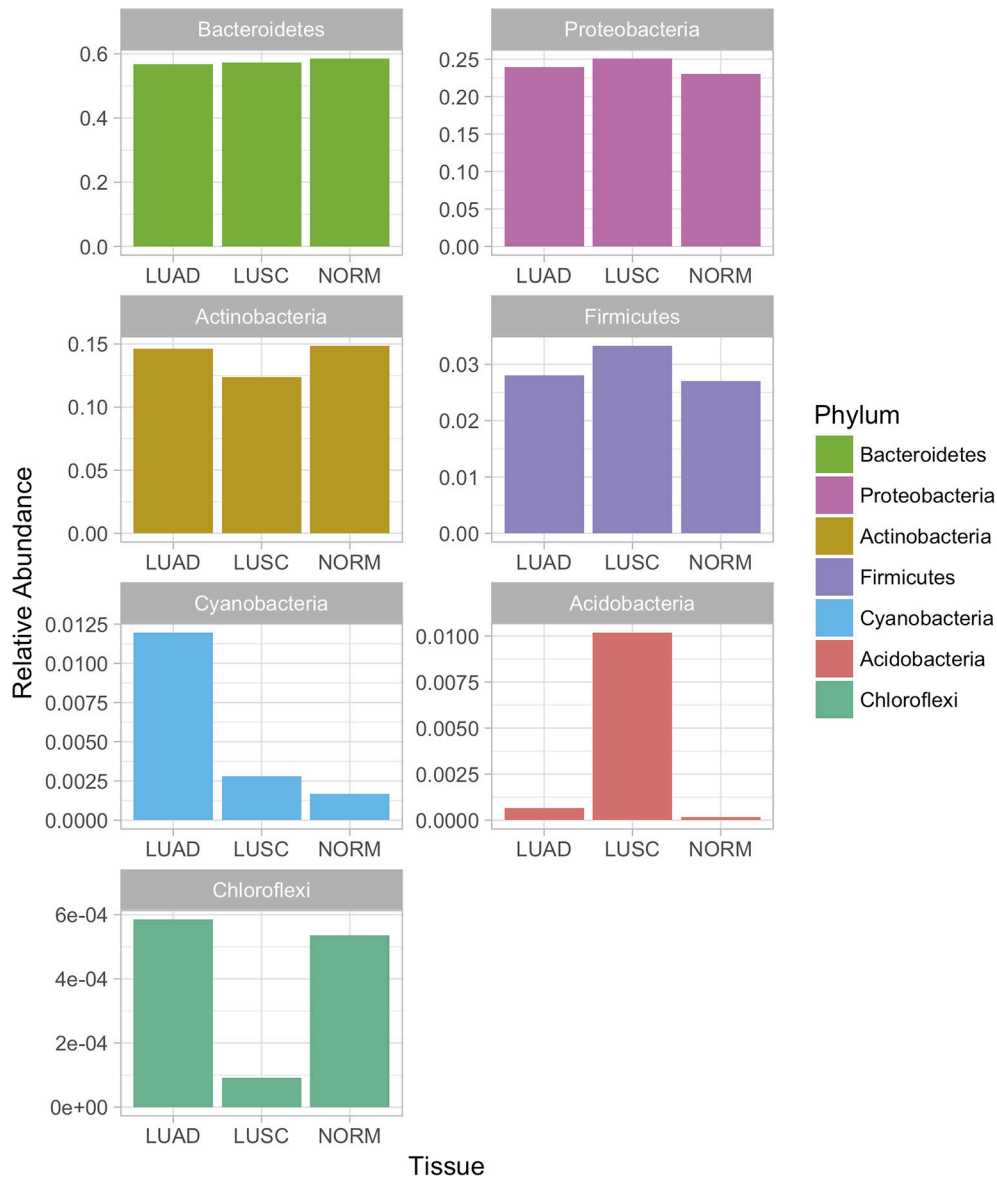 Bacteroidetes
Proteobacteria
0.6
0.4
0.2
0.0
0.25
0.20
0.15
0.10
0.05
0.00
LUAD LUSC NORM
LUAD LUSC NORM
Actinobacteria
Firmicutes
0.15
0.10
0.05
0.00
0.03
0.02
0.01
0.00
LUAD LUSC NORM
LUAD LUSC NORM
Cyanobacteria
Acidobacteria
0.0125
0.0100
0.0075
0.0050
0.0025
0.0000
0.0100
0.0075
0.0050
0.0025
0.0000
LUAD LUSC NORM
LUAD LUSC NORM
Chloroflexi
6e-04
4e-04
2e-04
0e+00
LUAD LUSC NORM
Relative Abundance
Tissue
Phylum
Bacteroidetes
Proteobacteria
Actinobacteria
Firmicutes
Cyanobacteria
Acidobacteria
Chloroflexi